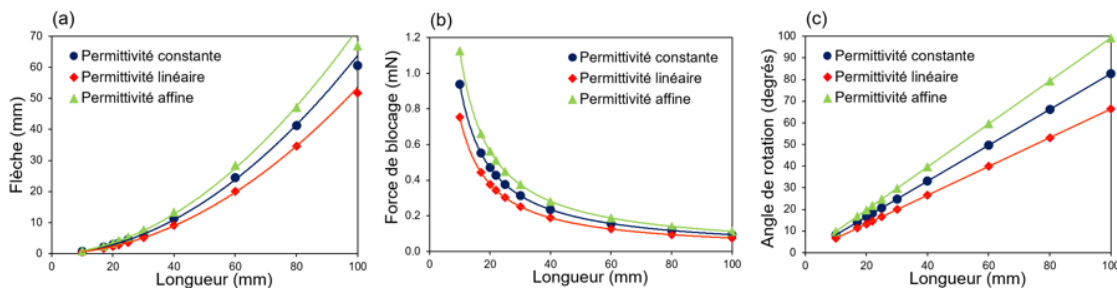 (a)
Flèche (mm)
70
60
50
40
30
20
10
0
Permittivité constante
Permittivité linéaire
Permittivité affine
0 20 40 60 80 100
Longueur (mm)
(b)
Force de blocage (mN)
1.2
1.0
0.8
0.6
0.4
0.2
0.0
Permittivité constante
Permittivité linéaire
Permittivité affine
0 20 40 60 80 100
Longueur (mm)
(c)
Angle de rotation (degrés)
100
90
80
70
60
50
40
30
20
10
0
Permittivité constante
Permittivité linéaire
Permittivité affine
0 20 40 60 80 100
Longueur (mm)